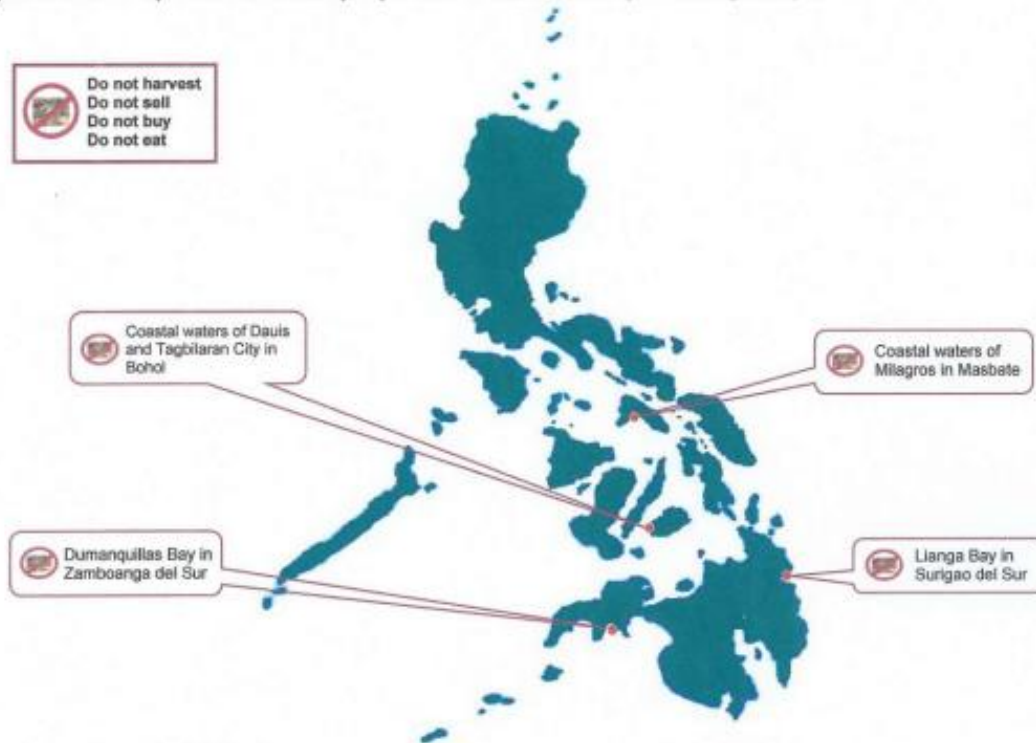 Do not harvest
Do not sell
Do not buy
Do not eat
Coastal waters of Dauis
and Tagbilaran City in
Bohol
Coastal waters of
Milagros in Masbate
Dumanquillas Bay in
Zamboanga del Sur
Lianga Bay in
Surigao del Sur